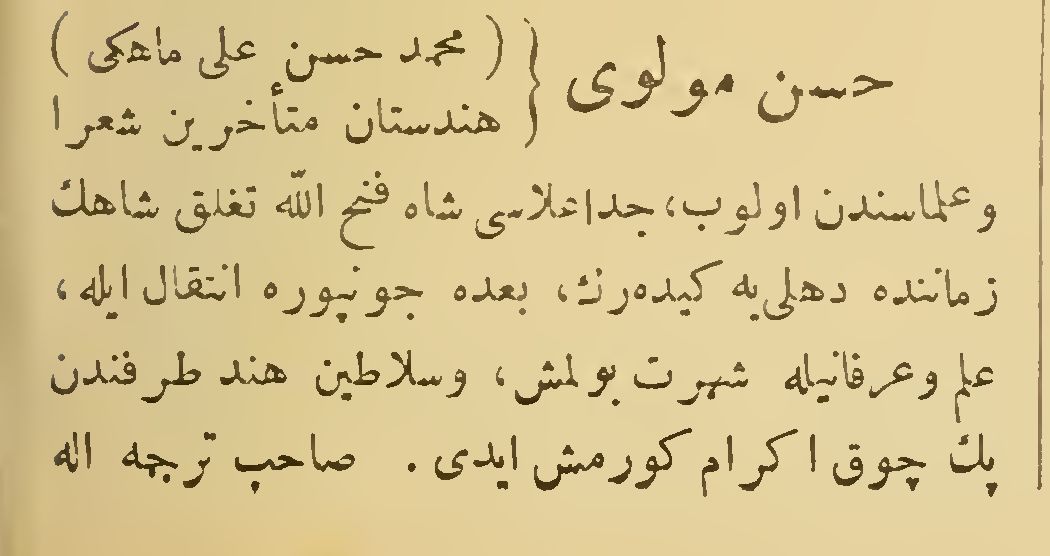 حسن مولوی { ( محمد حسن علی ماهکی )
هندستان متأخرین شعرا
وعلماسندن اولوب، جداعلاسی شاه فتح الله تغلق شاهك
زماننده دهلی‌یه کیده‌رك، بعده جونپوره انتقال ایله،
علم وعرفانیله شهرت بولمش، وسلاطین هند طرفندن
پك چوق اکرام کورمش ایدی. صاحب ترجمه اله